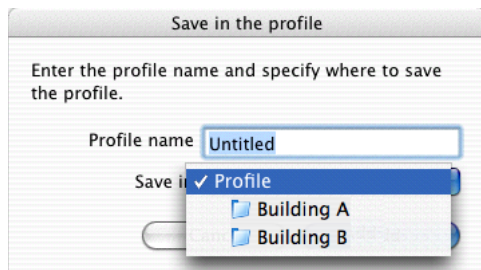 Save in the profile
Enter the profile name and specify where to save
the profile.
Profile name Untitled
Save i ✓ Profile
Building A
Building B